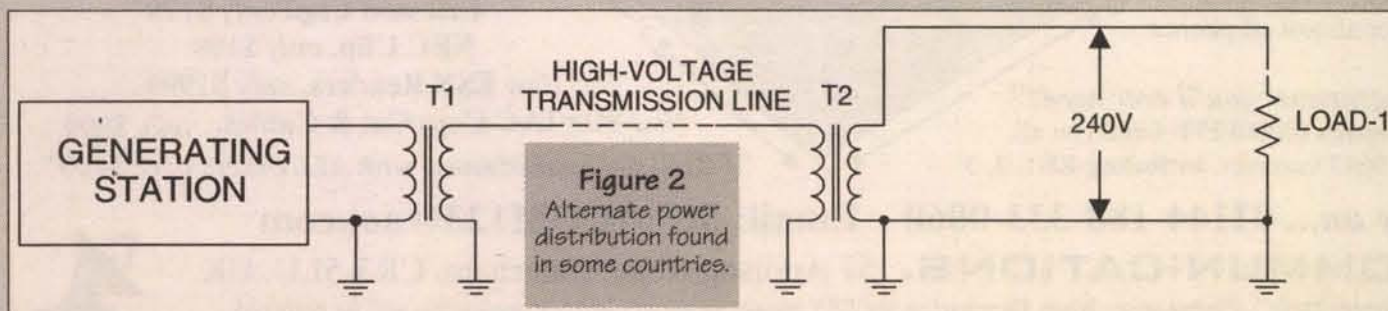 GENERATING
STATION
T1
HIGH-VOLTAGE
TRANSMISSION LINE
T2
240V
LOAD-1
Figure 2
Alternate power
distribution found
in some countries.